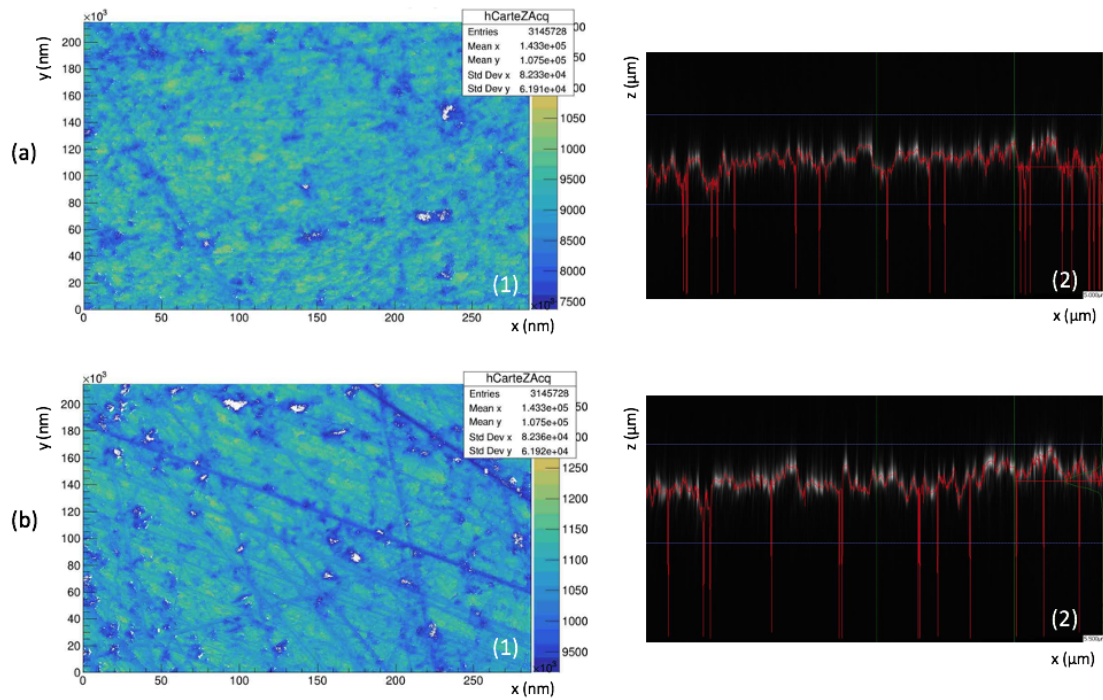 (a)
×10³
y (nm)
200
180
160
140
120
100
80
60
40
20
0
0
50
100
150
200
250
×10³
x (nm)
(1)
hCarteZAcq
Entries 3145728
Mean x 1.433e+05
Mean y 1.075e+05
Std Dev x 8.233e+04
Std Dev y 6.191e+04
1050
1000
9500
9000
8500
8000
7500
z (µm)
(2)
x (µm)
(b)
×10³
y (nm)
200
180
160
140
120
100
80
60
40
20
0
0
50
100
150
200
250
×10³
x (nm)
(1)
hCarteZAcq
Entries 3145728
Mean x 1.433e+05
Mean y 1.075e+05
Std Dev x 8.236e+04
Std Dev y 6.192e+04
1250
1200
1150
1100
1050
1000
9500
z (µm)
(2)
x (µm)